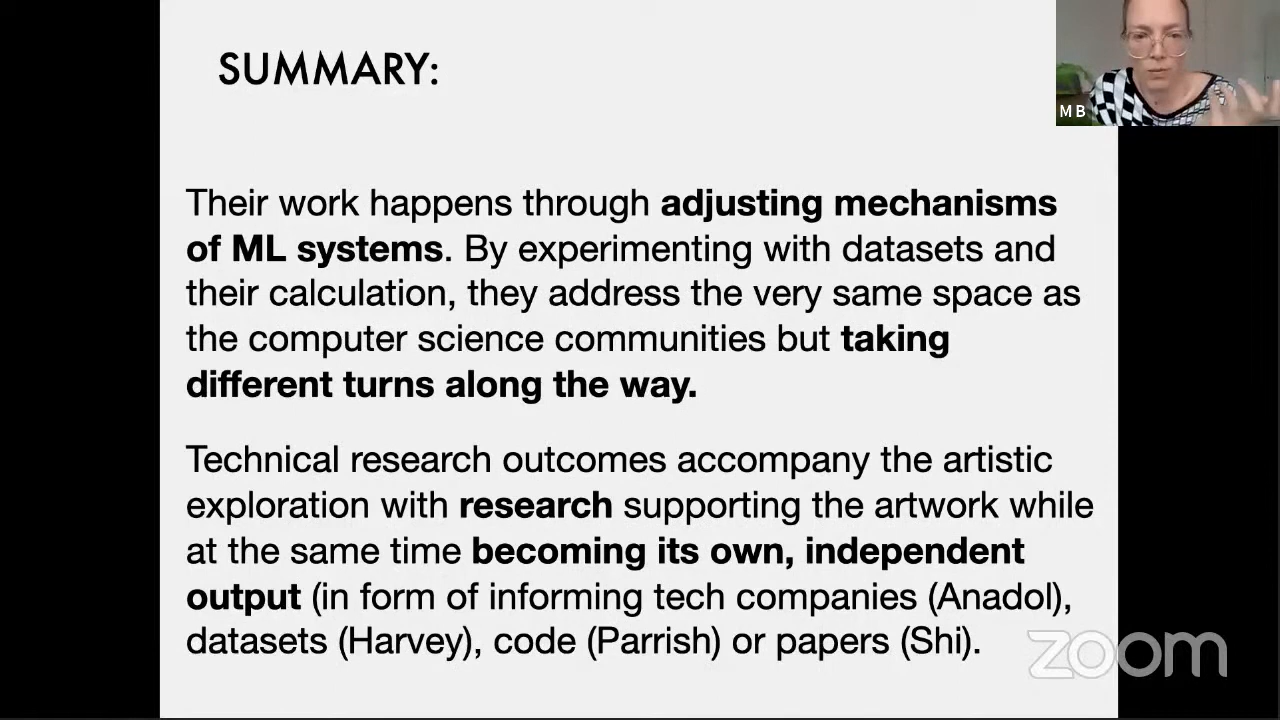 SUMMARY:
M B
Their work happens through adjusting mechanisms
of ML systems. By experimenting with datasets and
their calculation, they address the very same space as
the computer science communities but taking
different turns along the way.
Technical research outcomes accompany the artistic
exploration with research supporting the artwork while
at the same time becoming its own, independent
output (in form of informing tech companies (Anadol),
datasets (Harvey), code (Parrish) or papers (Shi).
zoom